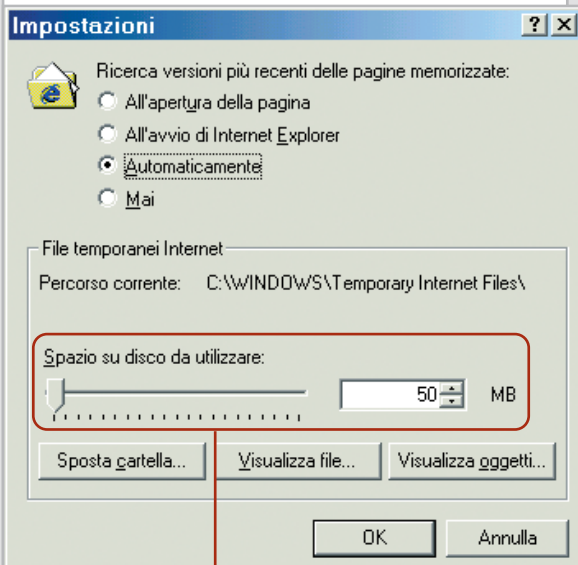 Impostazioni
Ricerca versioni più recenti delle pagine memorizzate:
All'apertura della pagina
All'avvio di Internet Explorer
Automaticamente
Mai
File temporanei Internet
Percorso corrente: C:\WINDOWS\Temporary Internet Files\
Spazio su disco da utilizzare:
50 MB
Sposta cartella... Visualizza file... Visualizza oggetti...
OK Annulla